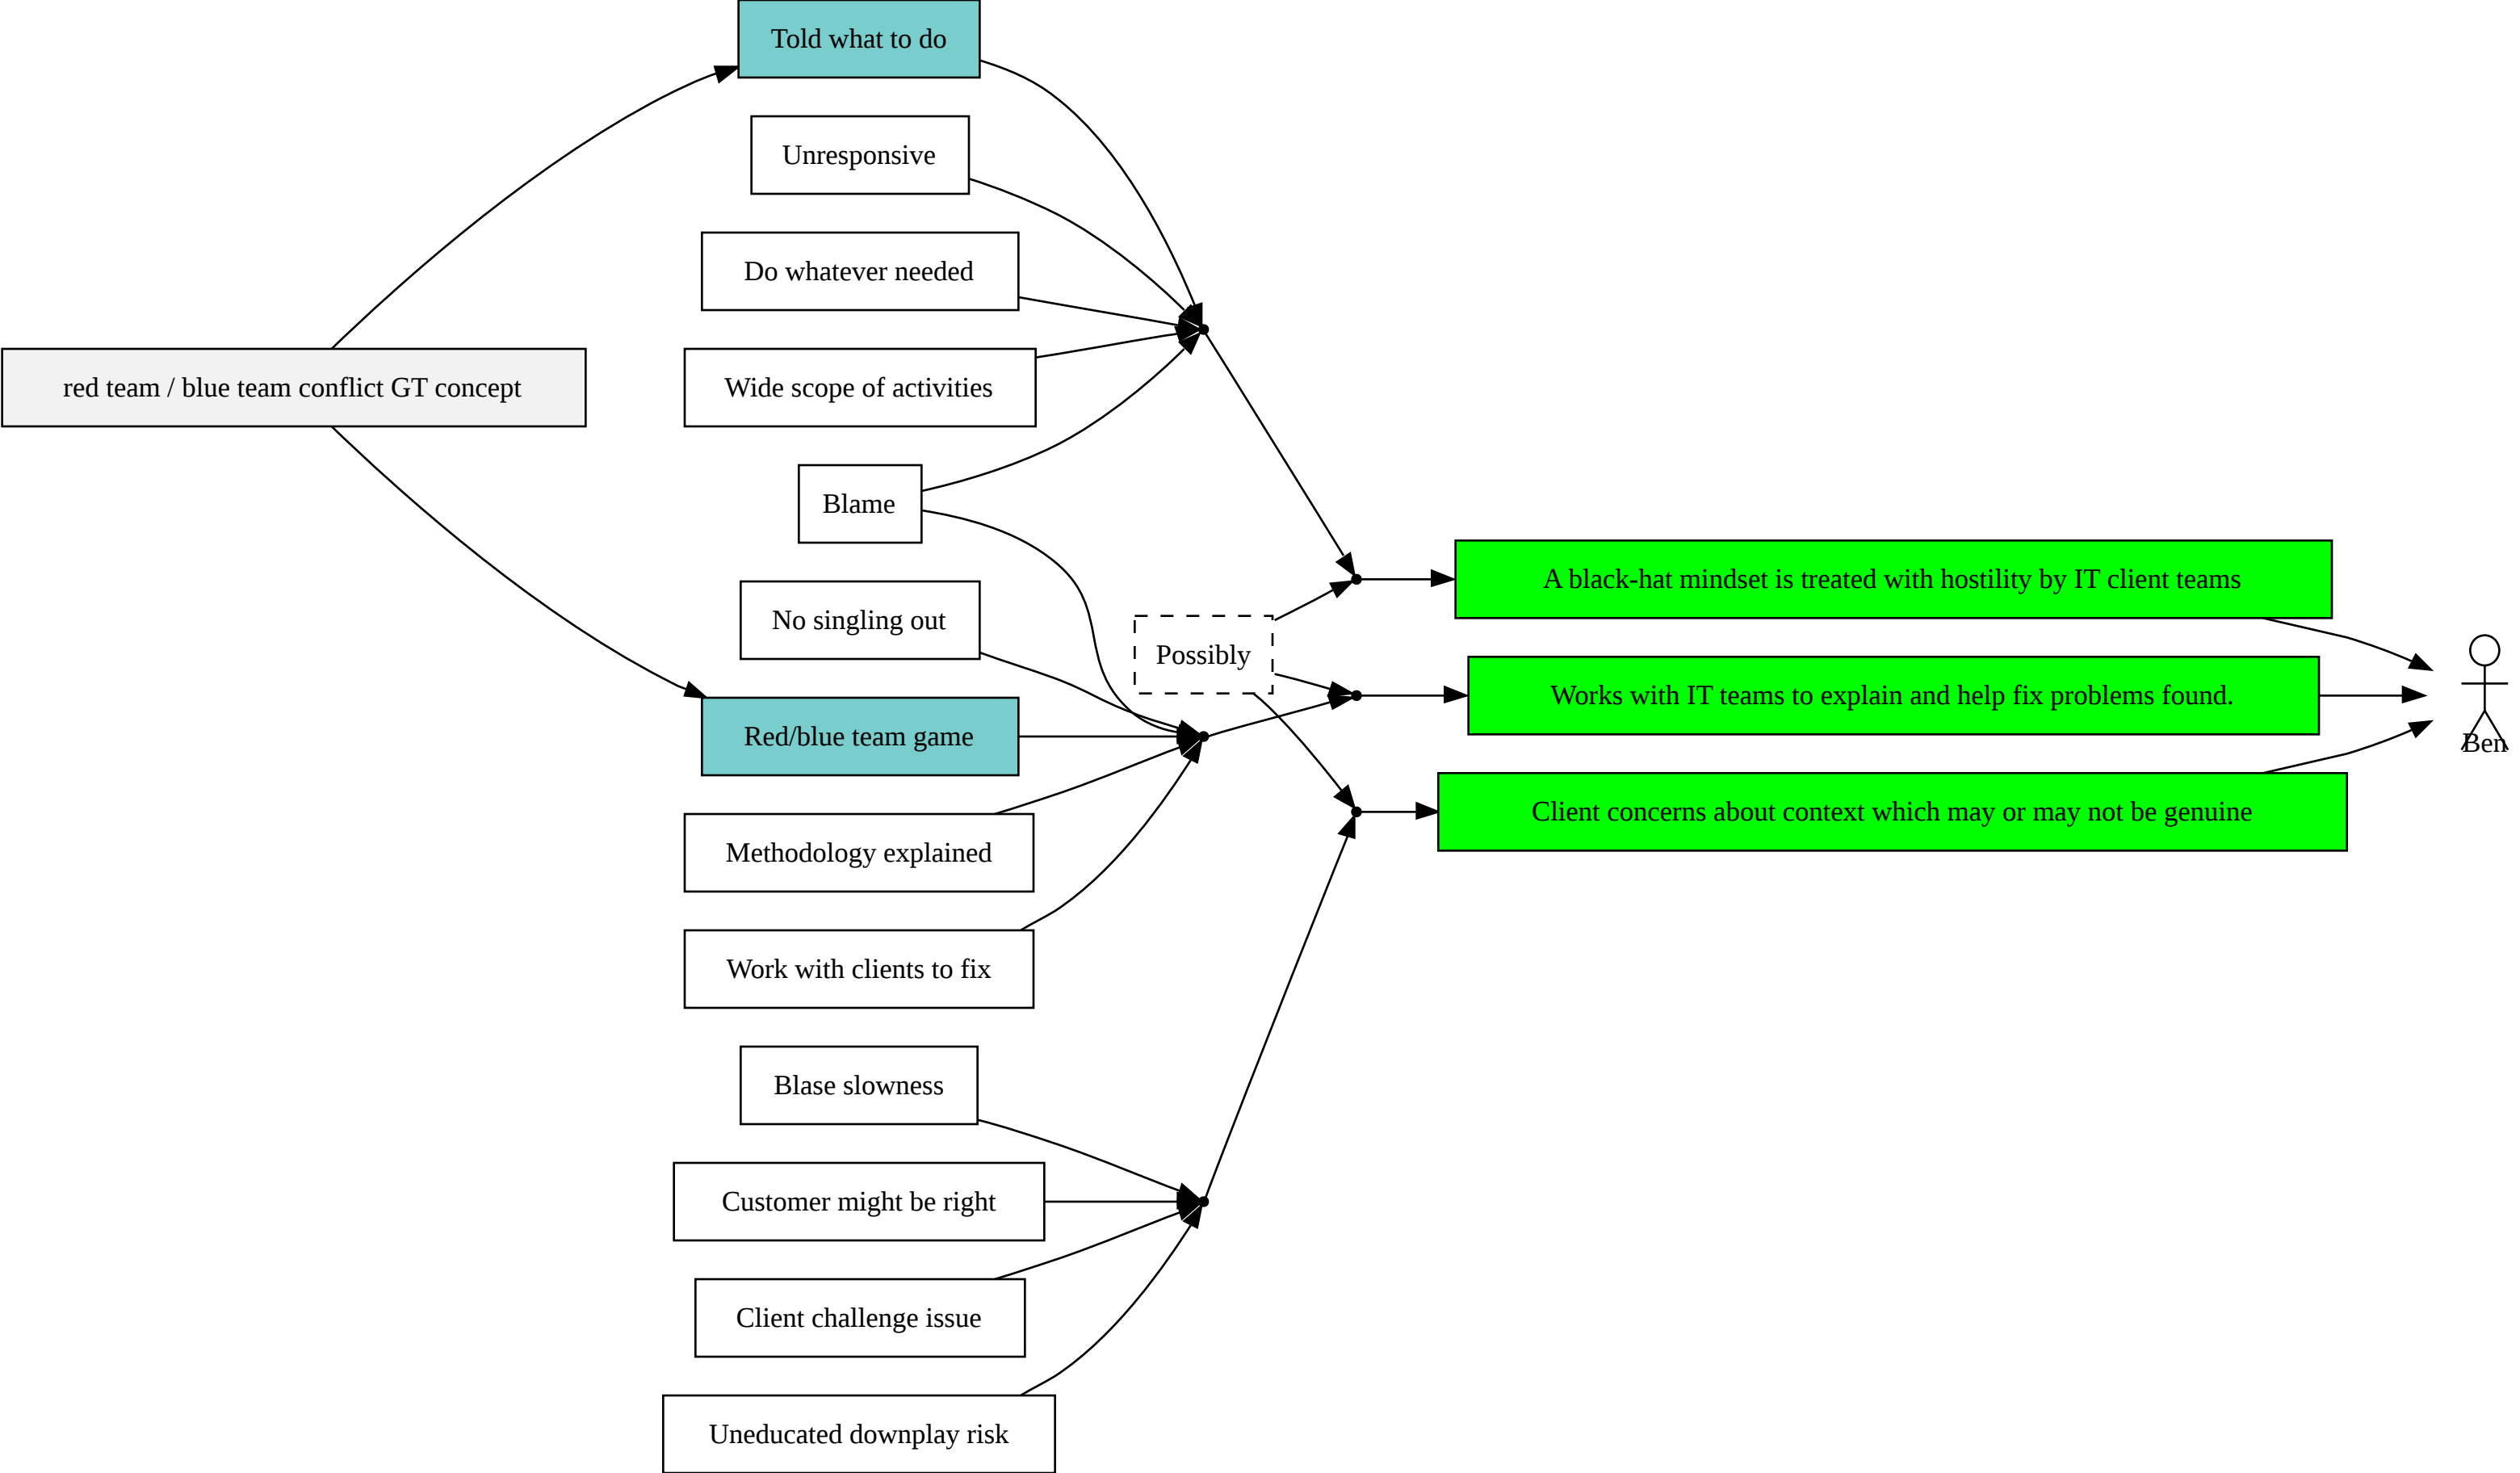 Told what to do
Unresponsive
Do whatever needed
Wide scope of activities
red team / blue team conflict GT concept
Blame
No singling out
Red/blue team game
Methodology explained
Work with clients to fix
Blase slowness
Customer might be right
Client challenge issue
Uneducated downplay risk
Possibly
A black-hat mindset is treated with hostility by IT client teams
Works with IT teams to explain and help fix problems found.
Client concerns about context which may or may not be genuine
Ben